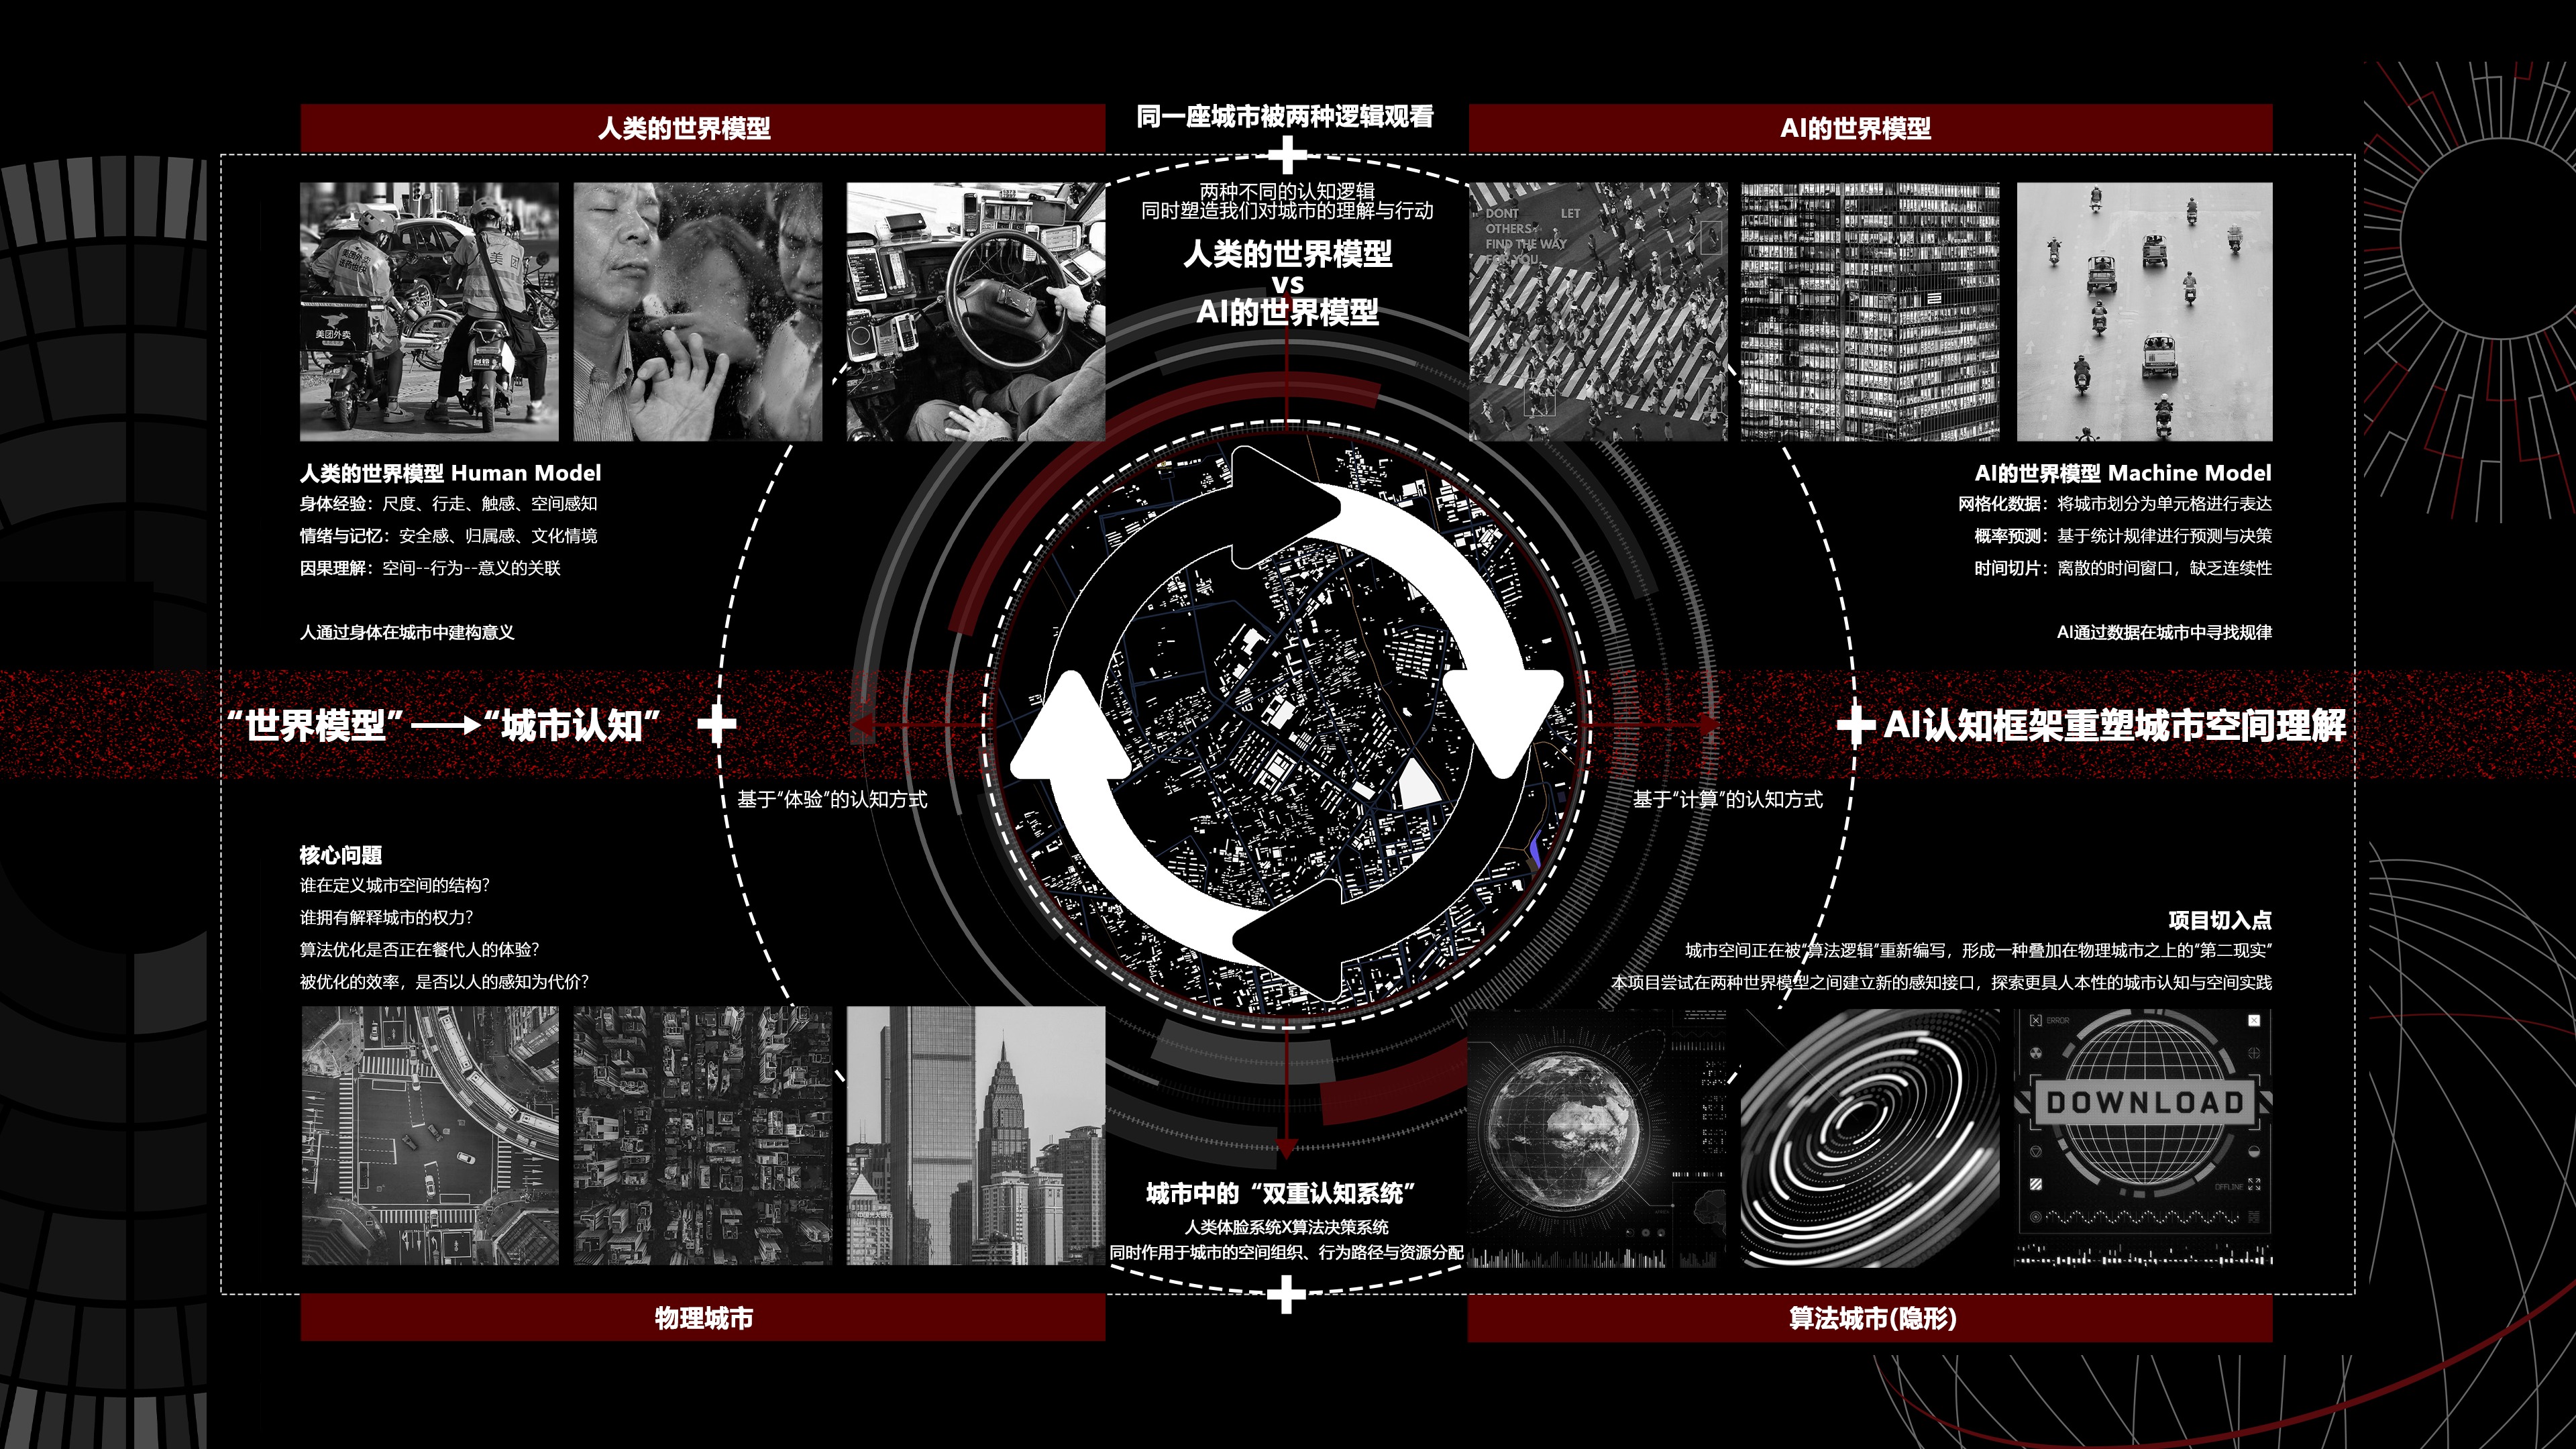 人类的世界模型
同一座城市被两种逻辑观看
AI的世界模型
两种不同的认知逻辑
同时塑造我们对城市的理解与行动
人类的世界模型
vs
AI的世界模型
美团外卖
送药也快
美 团
美团外卖
DONT LET
OTHERS
FIND THE WAY
FOR YOU.
人类的世界模型 Human Model
身体经验：尺度、行走、触感、空间感知
情绪与记忆：安全感、归属感、文化情境
因果理解：空间--行为--意义的关联
人通过身体在城市中建构意义
AI的世界模型 Machine Model
网格化数据：将城市划分为单元格进行表达
概率预测：基于统计规律进行预测与决策
时间切片：离散的时间窗口，缺乏连续性
AI通过数据在城市中寻找规律
“世界模型”
“城市认知”
AI认知框架重塑城市空间理解
基于“体验”的认知方式
基于“计算”的认知方式
核心问题
谁在定义城市空间的结构?
谁拥有解释城市的权力?
算法优化是否正在餐代人的体验?
被优化的效率，是否以人的感知为代价?
项目切入点
城市空间正在被“算法逻辑”重新编写，形成一种叠加在物理城市之上的“第二现实”
本项目尝试在两种世界模型之间建立新的感知接口，探索更具人本性的城市认知与空间实践
ERROR
DOWNLOAD
OFFLINE
城市中的“双重认知系统”
人类体脸系统X算法决策系统
同时作用于城市的空间组织、行为路径与资源分配
物理城市
算法城市(隐形)